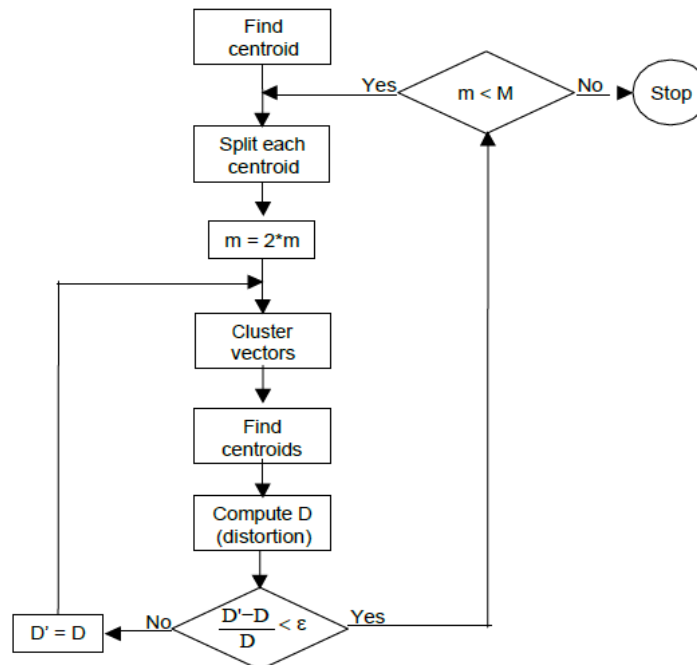 Find
centroid
Yes
m < M
No
Stop
Split each
centroid
m = 2*m
Cluster
vectors
Find
centroids
Compute D
(distortion)
D' = D
No
D'−D
D
< ε
Yes